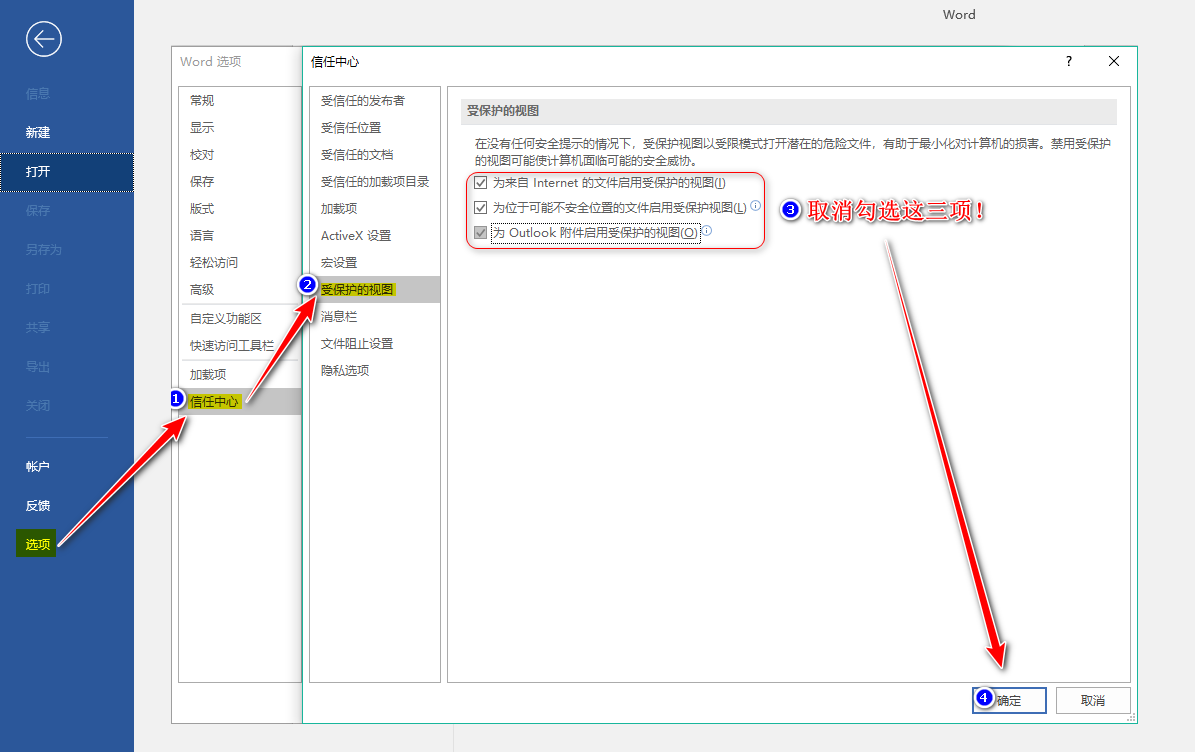 Word
信息
新建
打开
保存
另存为
打印
共享
导出
关闭
帐户
反馈
选项
Word 选项
常规
显示
校对
保存
版式
语言
轻松访问
高级
自定义功能区
快速访问工具栏
加载项
1 信任中心
信任中心
?
受信任的发布者
受信任位置
受信任的文档
受信任的加载项目录
加载项
ActiveX 设置
宏设置
2 受保护的视图
消息栏
文件阻止设置
隐私选项
受保护的视图
在没有任何安全提示的情况下，受保护视图以受限模式打开潜在的危险文件，有助于最小化对计算机的损害。禁用受保护
的视图可能使计算机面临可能的安全威胁。
为来自 Internet 的文件启用受保护的视图(I)
为位于可能不安全位置的文件启用受保护视图(L)
为 Outlook 附件启用受保护的视图(O)
3 取消勾选这三项！
4 确定
取消